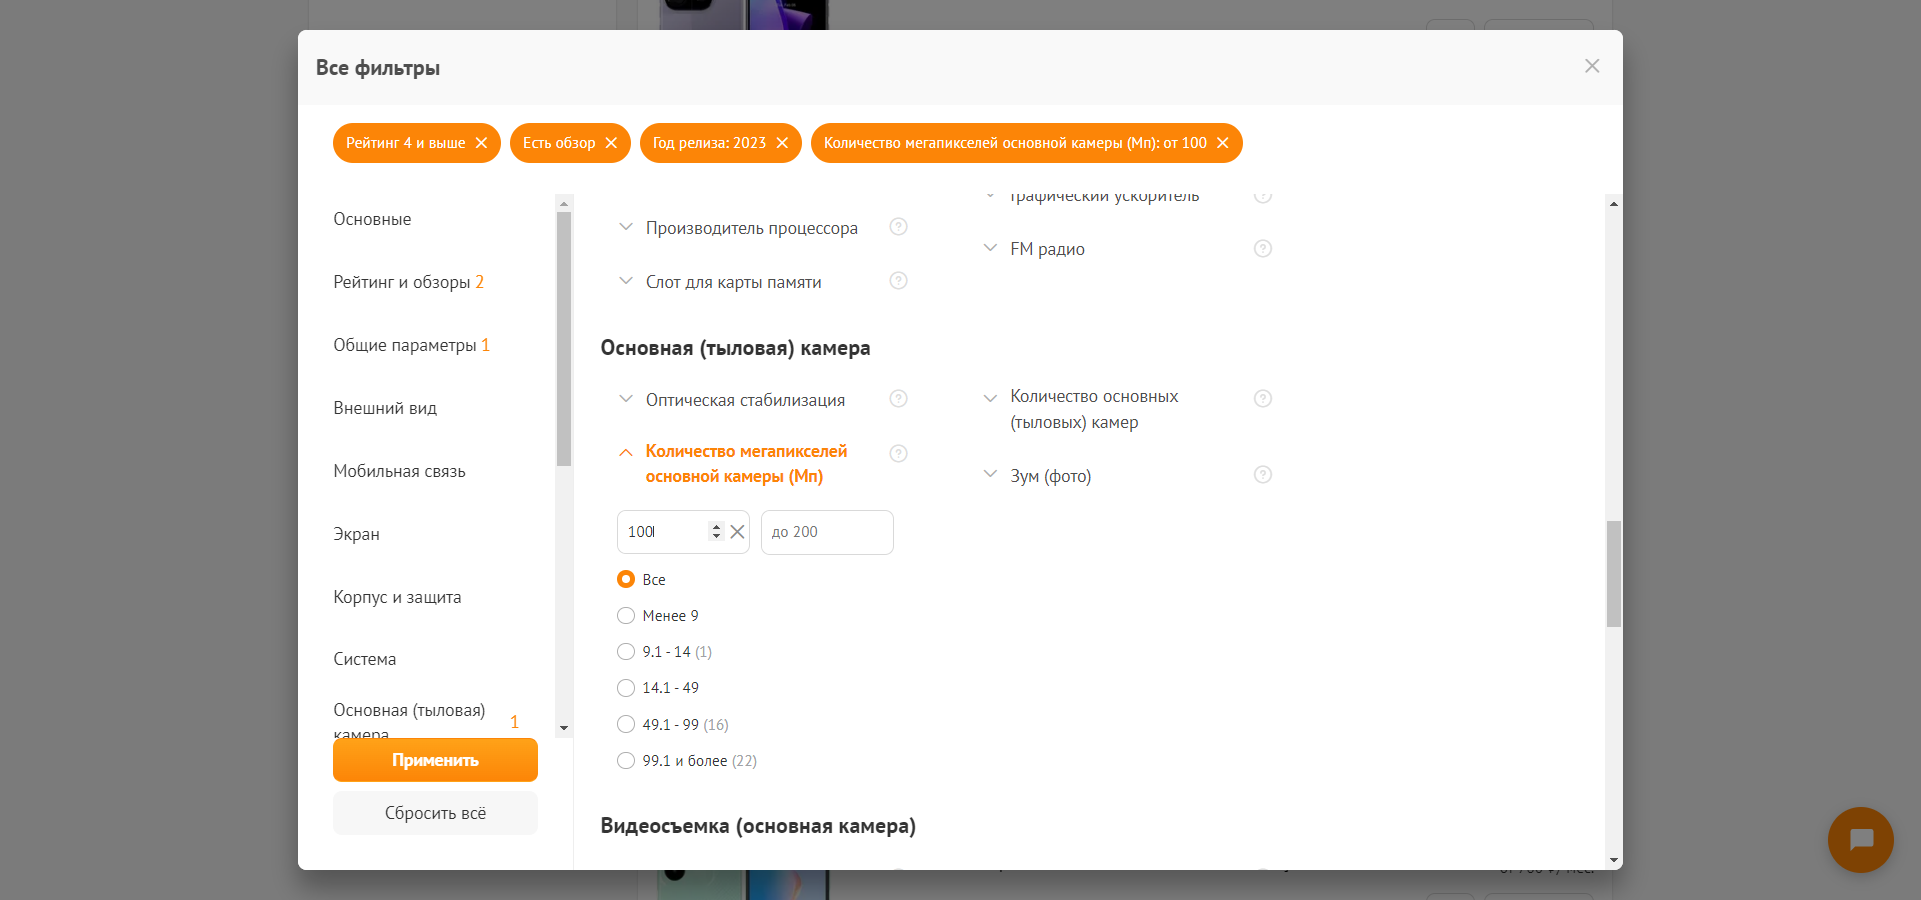 Все фильтры
Рейтинг 4 и выше
Есть обзор
Год релиза: 2023
Количество мегапикселей основной камеры (Мп): от 100
Основные
Рейтинг и обзоры 2
Общие параметры 1
Внешний вид
Мобильная связь
Экран
Корпус и защита
Система
Основная (тыловая)
камера
1
Применить
Сбросить всё
Графический ускоритель
Производитель процессора
FM радио
Слот для карты памяти
Основная (тыловая) камера
Оптическая стабилизация
Количество основных
(тыловых) камер
Количество мегапикселей
основной камеры (Мп)
Зум (фото)
100
до 200
Все
Менее 9
9.1 - 14 (1)
14.1 - 49
49.1 - 99 (16)
99.1 и более (22)
Видеосъемка (основная камера)